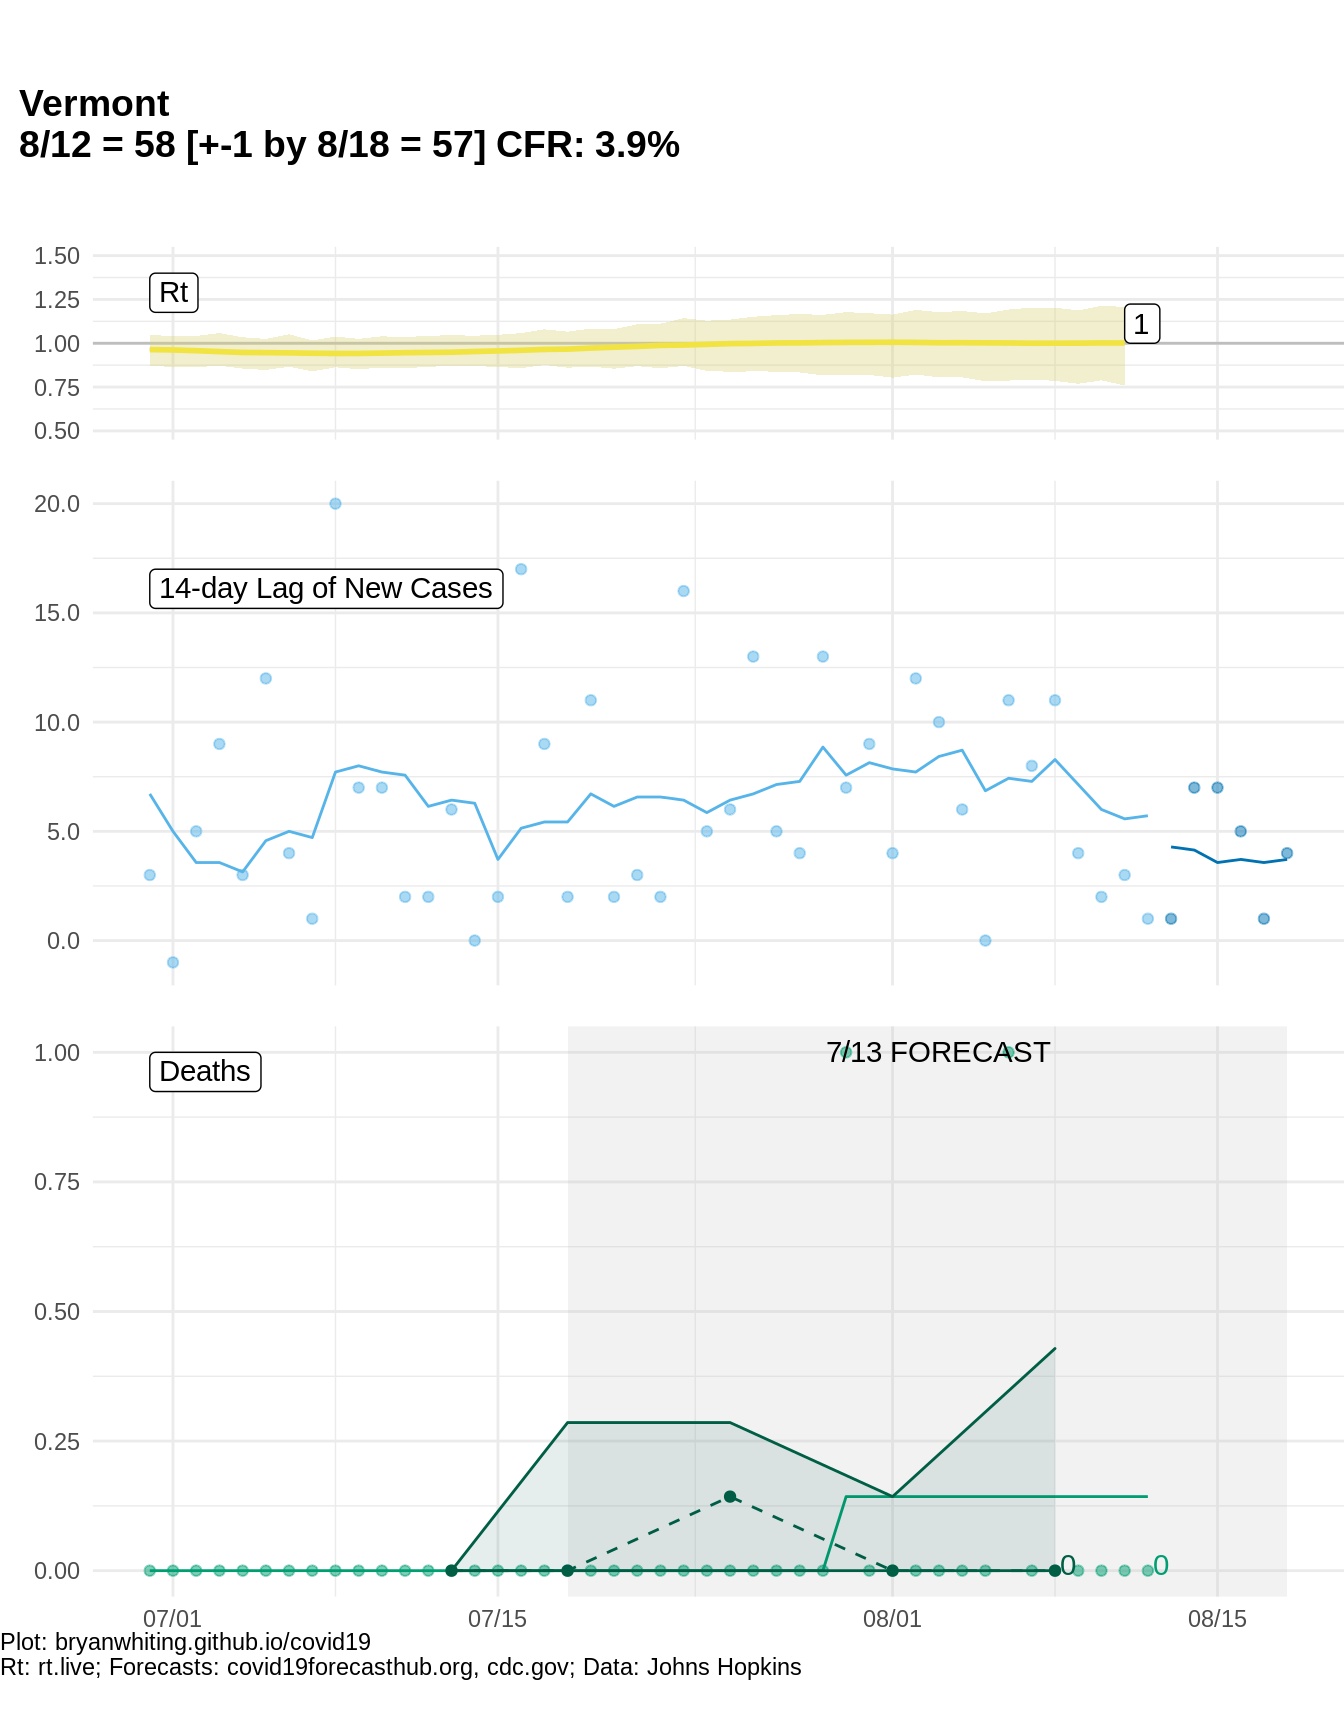 Vermont
8/12 = 58 [+-1 by 8/18 = 57] CFR: 3.9%
1.50
Rt
1.25
1
1.00
0.75
0.50
20.0
14-day Lag of New Cases
15.0
10.0
5.0
0.0
1.00
7/13 FORECAST
Deaths
0.75
0.50
0.25
0.00
0
0
07/01 07/15 08/01 08/15
Plot: bryanwhiting.github.io/covid19
Rt: rt.live; Forecasts: covid19forecasthub.org, cdc.gov; Data: Johns Hopkins